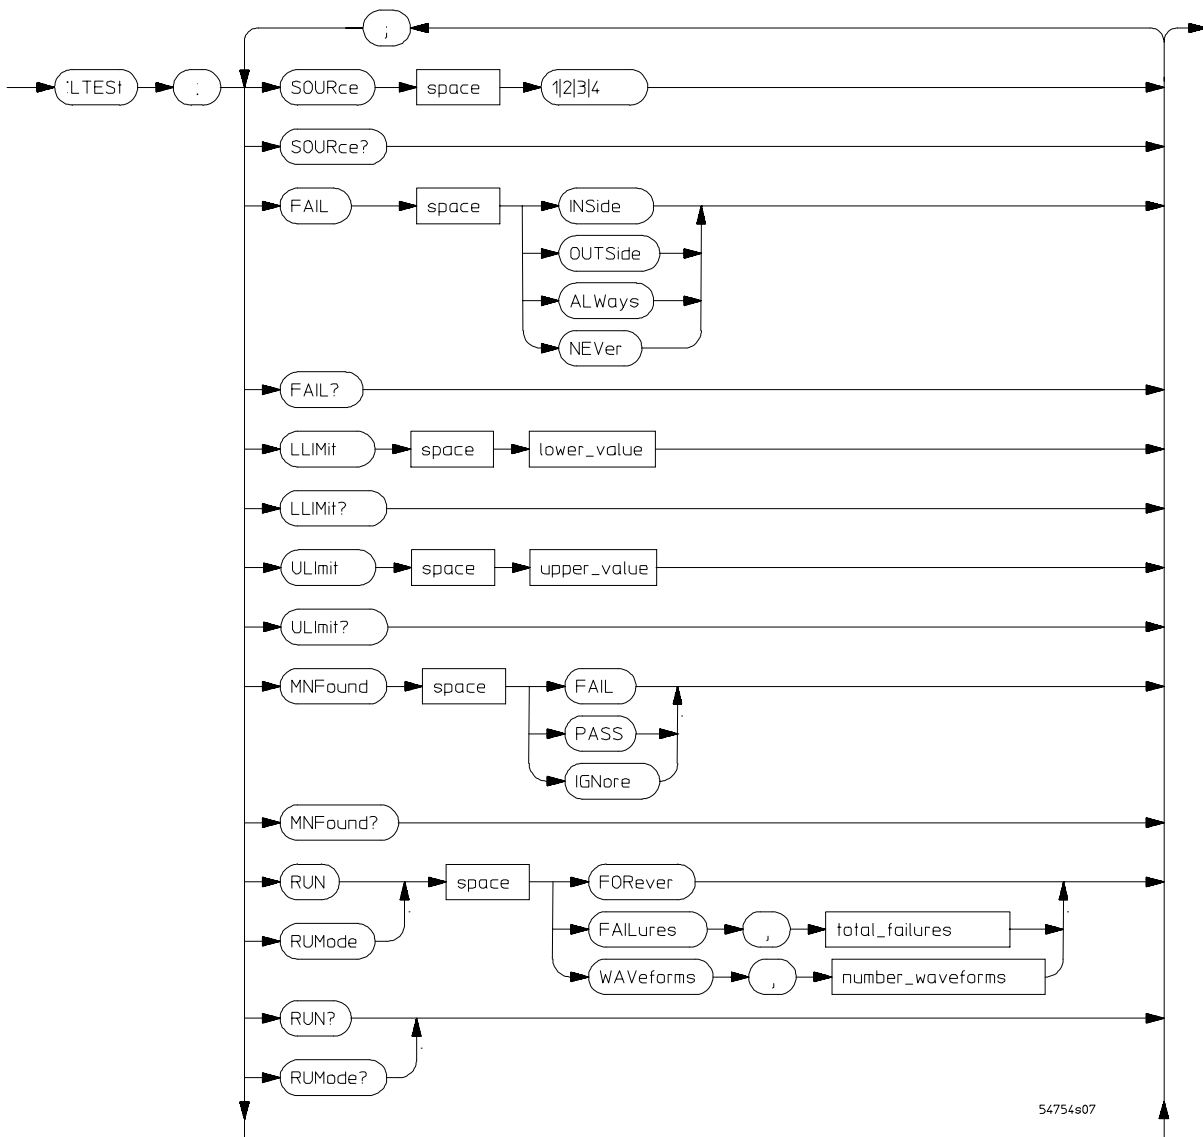 ;
:LTESt : SOURce space 1|2|3|4
SOURce?
FAIL space INSide
OUTSide
ALWays
NEVer
FAIL?
LLIMit space lower_value
LLIMit?
ULImit space upper_value
ULImit?
MNFound space FAIL
PASS
IGNore
MNFound?
RUN space FORever
RUMode FAILures , total_failures
WAVeforms , number_waveforms
RUN?
RUMode?
54754s07